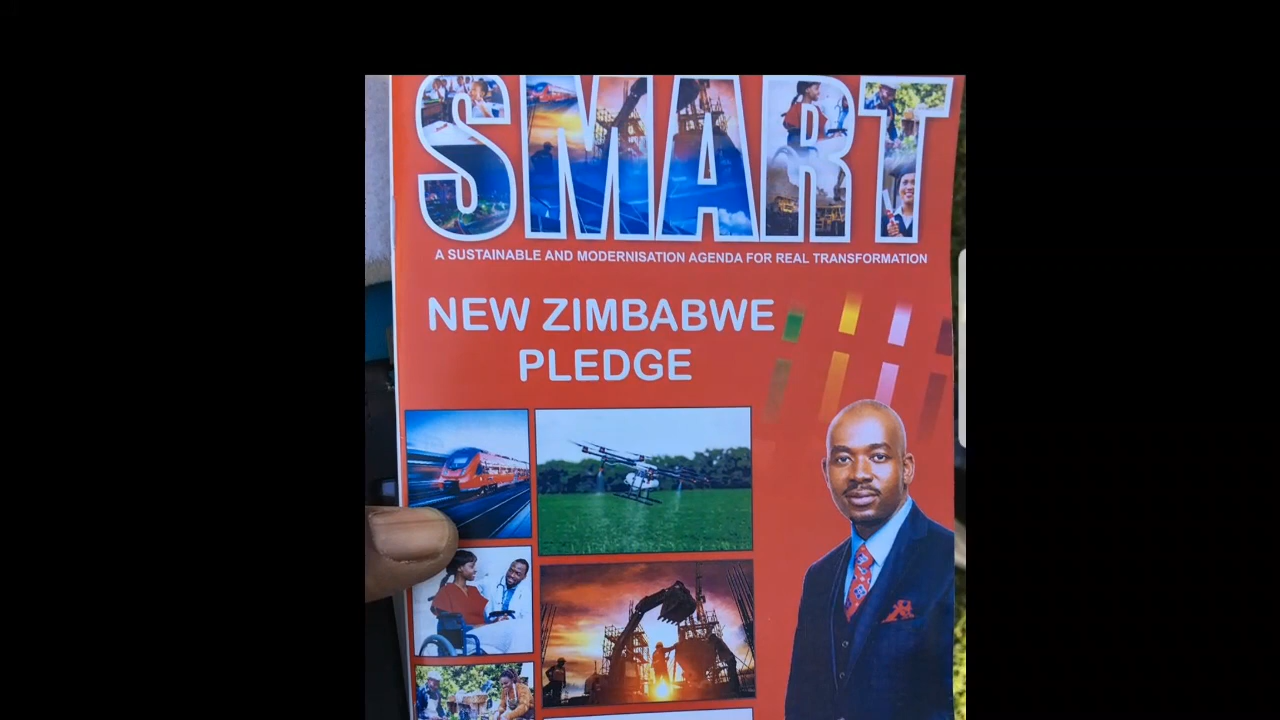 SMART
A SUSTAINABLE AND MODERNISATION AGENDA FOR REAL TRANSFORMATION
NEW ZIMBABWE
PLEDGE